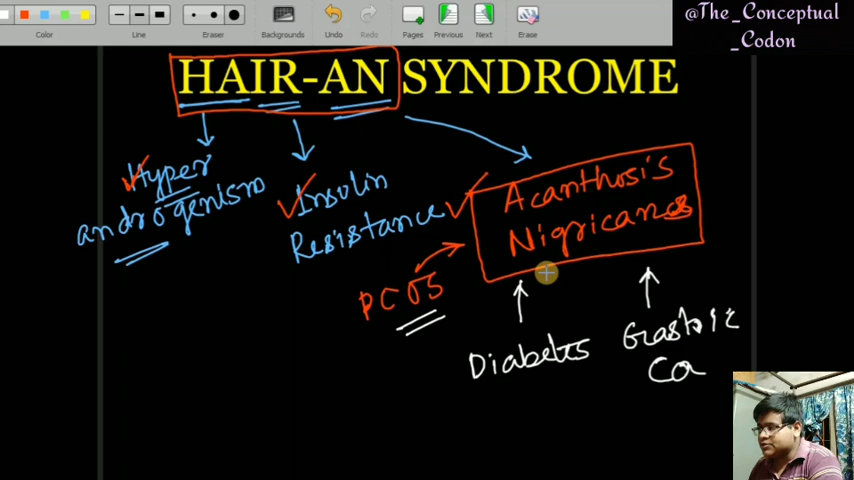 @The_Conceptual
_Codon
Color
Line
Eraser
Backgrounds
Undo
Redo
Pages
Previous
Next
Erase
HAIR-AN SYNDROME
Hyper
androgenism
Insulin
Resistance
Acanthosis
Nigricans
PCOS
Diabetes
Gastric
Ca